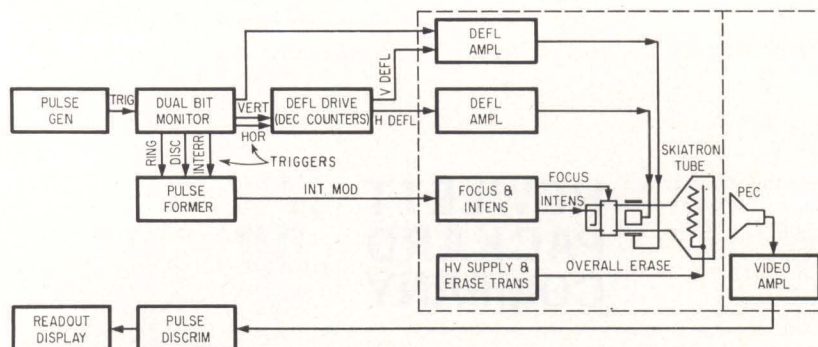 PULSE
GEN
TRIG
DUAL BIT
MONITOR
VERT
HOR
DEFL DRIVE
(DEC COUNTERS)
V DEFL
H DEFL
DEFL
AMPL
DEFL
AMPL
RING
DISC
INTERR
TRIGGERS
PULSE
FORMER
INT MOD
FOCUS &
INTENS
FOCUS
INTENS
SKIATRON
TUBE
PEC
HV SUPPLY &
ERASE TRANS
OVERALL ERASE
VIDEO
AMPL
READOUT
DISPLAY
PULSE
DISCRIM